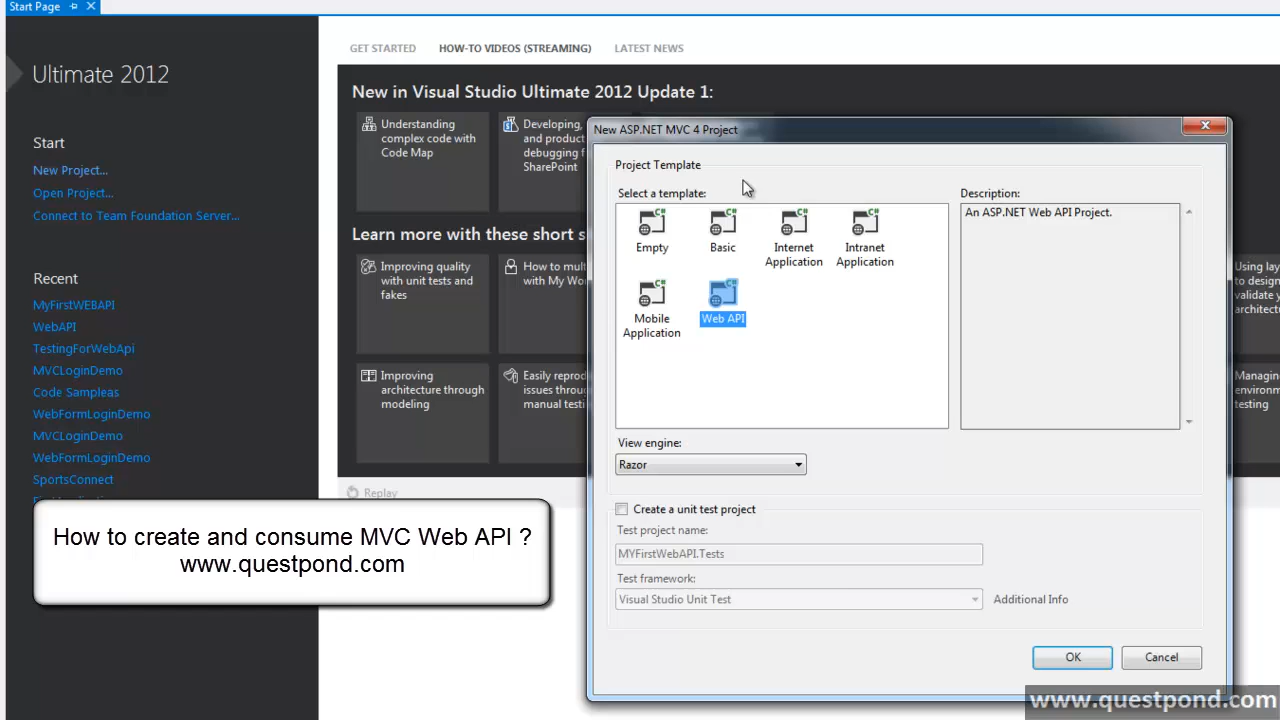 Start Page
Ultimate 2012
Start
New Project...
Open Project...
Connect to Team Foundation Server...
Recent
MyFirstWEBAPI
WebAPI
TestingForWebApi
MVCLoginDemo
Code Sampleas
WebFormLoginDemo
MVCLoginDemo
WebFormLoginDemo
SportsConnect
How to create and consume MVC Web API ?
www.questpond.com
GET STARTED
HOW-TO VIDEOS (STREAMING)
LATEST NEWS
New in Visual Studio Ultimate 2012 Update 1:
Understanding
complex code with
Code Map
Developing,
and product
debugging f
SharePoint
Learn more with these short s
Improving quality
with unit tests and
fakes
How to mult
with My Wo
Improving
architecture through
modeling
Easily reprod
issues throu
manual testi
Using lay
to design
validate y
architect
Managing
environm
testing
Replay
New ASP.NET MVC 4 Project
Project Template
Select a template:
Empty
Basic
Internet
Application
Intranet
Application
Mobile
Application
Web API
Description:
An ASP.NET Web API Project.
View engine:
Razor
Create a unit test project
Test project name:
MYFirstWebAPI.Tests
Test framework:
Visual Studio Unit Test
Additional Info
OK
Cancel
www.questpond.com